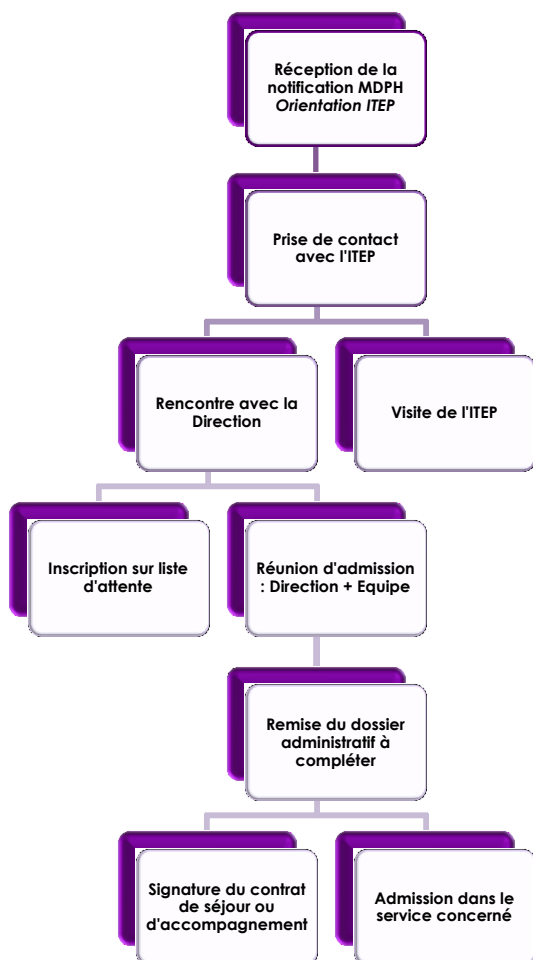 Réception de la
notification MDPH
Orientation ITEP
Prise de contact
avec l'ITEP
Rencontre avec la
Direction
Visite de l'ITEP
Inscription sur liste
d'attente
Réunion d'admission
: Direction + Equipe
Remise du dossier
administratif à
compléter
Signature du contrat
de séjour ou
d'accompagnement
Admission dans le
service concerné